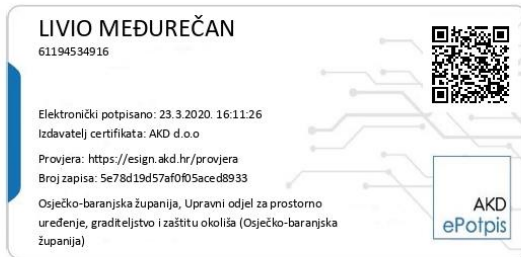 LIVIO MEĐUREČAN
61194534916
Elektronički potpisano: 23.3.2020. 16:11:26
Izdavatelj certifikata: AKD d.o.o
Provjera: https://esign.akd.hr/provjera
Broj zapisa: 5e78d19d57af0f05aced8933
Osječko-baranjska županija, Upravni odjel za prostorno
uređenje, graditeljstvo i zaštitu okoliša (Osječko-baranjska
županija)
AKD
ePotpis